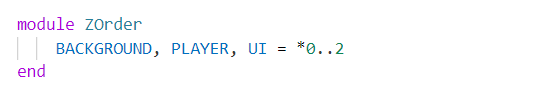 module ZOrder
    BACKGROUND, PLAYER, UI = *0..2
end